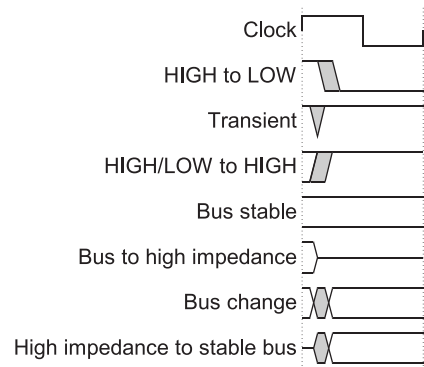 Clock
HIGH to LOW
Transient
HIGH/LOW to HIGH
Bus stable
Bus to high impedance
Bus change
High impedance to stable bus